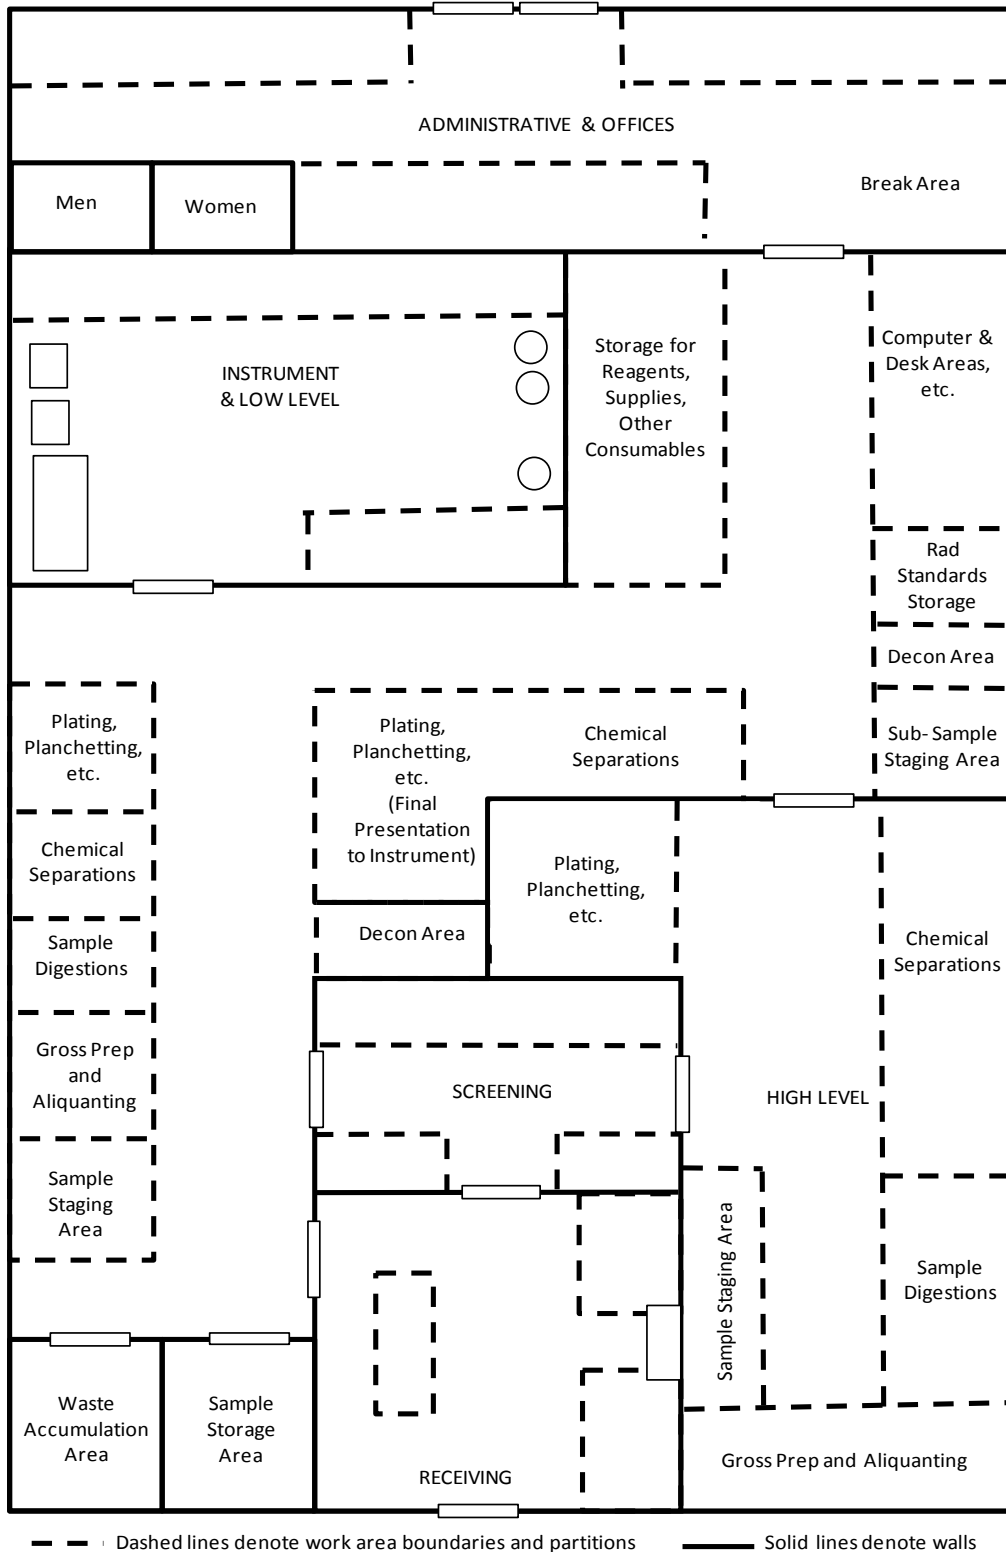 ADMINISTRATIVE & OFFICES
Break Area
Men
Women
INSTRUMENT
& LOW LEVEL
Storage for
Reagents,
Supplies,
Other
Consumables
Computer &
Desk Areas,
etc.
Rad
Standards
Storage
Decon Area
Sub- Sample
Staging Area
Plating,
Planchetting,
etc.
Chemical
Separations
Sample
Digestions
Gross Prep
and
Aliquanting
Sample
Staging
Area
Plating,
Planchetting,
etc.
(Final
Presentation
to Instrument)
Chemical
Separations
Decon Area
Plating,
Planchetting,
etc.
Chemical
Separations
SCREENING
HIGH LEVEL
Sample Staging Area
Sample
Digestions
Waste
Accumulation
Area
Sample
Storage
Area
RECEIVING
Gross Prep and Aliquanting
Dashed lines denote work area boundaries and partitions
Solid lines denote walls